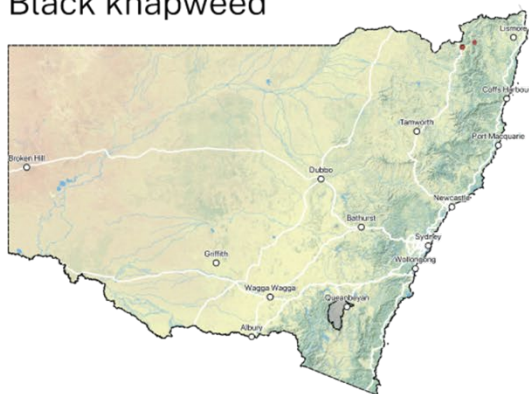 Black knapweed
Lismore
Coffs Harbou
Tamworth
Port Macquarie
Broken Hill
Dubbo
Newcastle
Bathurst
Sydney
Griffith
Wollongong
Wagga Wagga
Queanbeyan
Albury